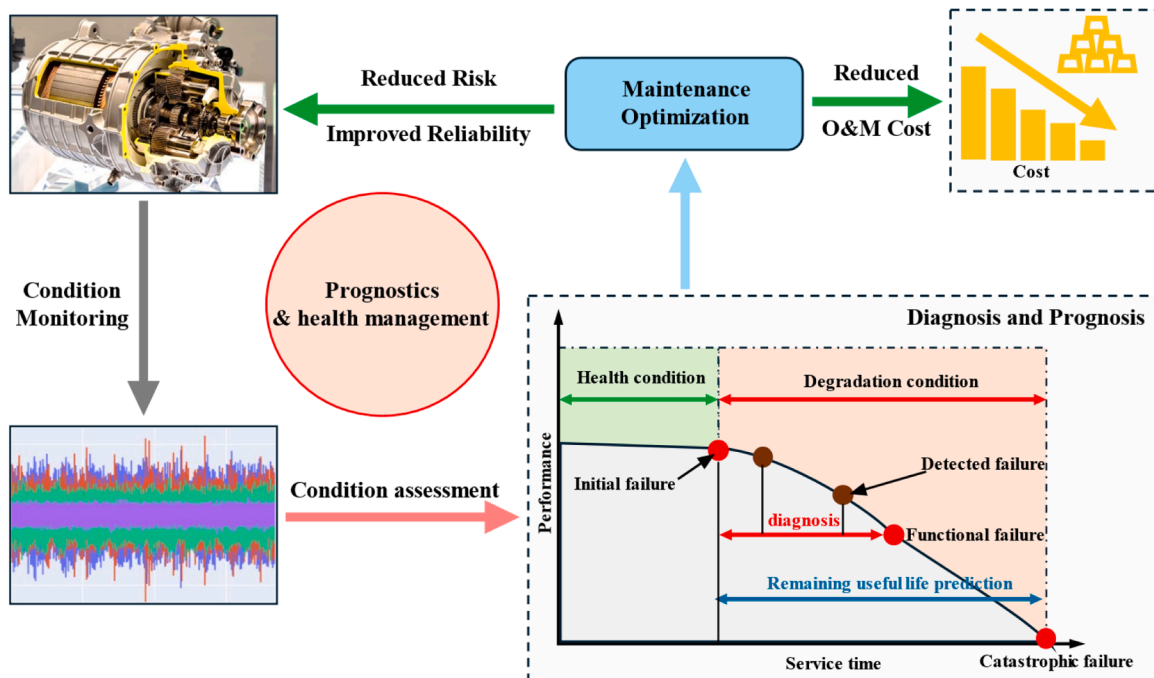 Reduced Risk
Improved Reliability
Maintenance
Optimization
Reduced
O&M Cost
Cost
Condition
Monitoring
Prognostics
& health management
Condition assessment
Diagnosis and Prognosis
Health condition
Degradation condition
Performance
Initial failure
Detected failure
diagnosis
Functional failure
Remaining useful life prediction
Service time
Catastrophic failure